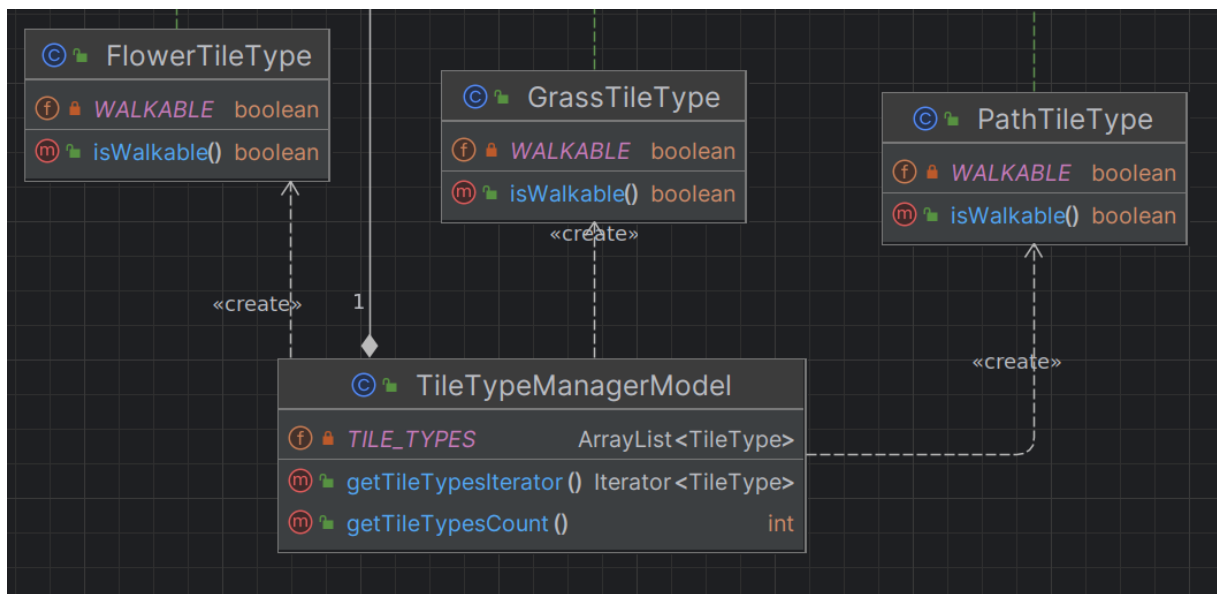 FlowerTileType
WALKABLE boolean
isWalkable() boolean
GrassTileType
WALKABLE boolean
isWalkable() boolean
PathTileType
WALKABLE boolean
isWalkable() boolean
«create»
«create»
1
«create»
TileTypeManagerModel
TILE_TYPES ArrayList<TileType>
getTileTypesIterator() Iterator<TileType>
getTileTypesCount() int